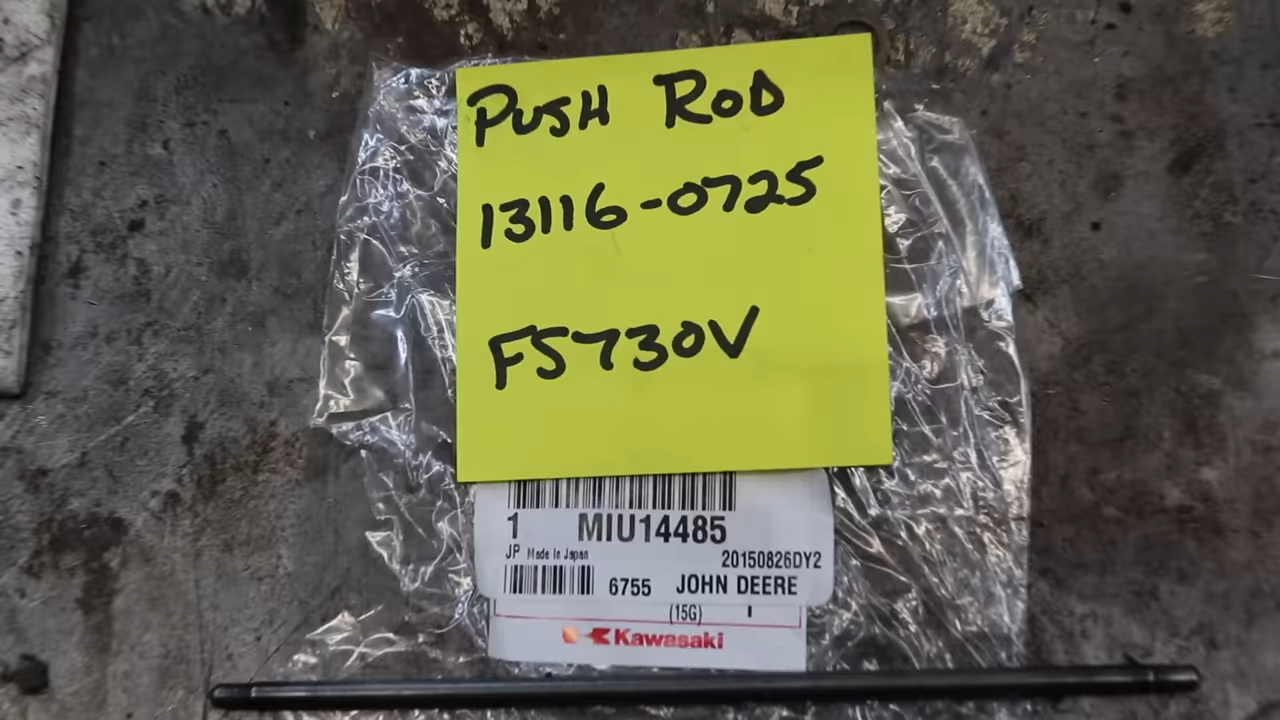 PUSH ROD
13116-0725
FS730V
1 MIU14485
JP Made In Japan 20150826DY2
6755 JOHN DEERE
(15G)
Kawasaki